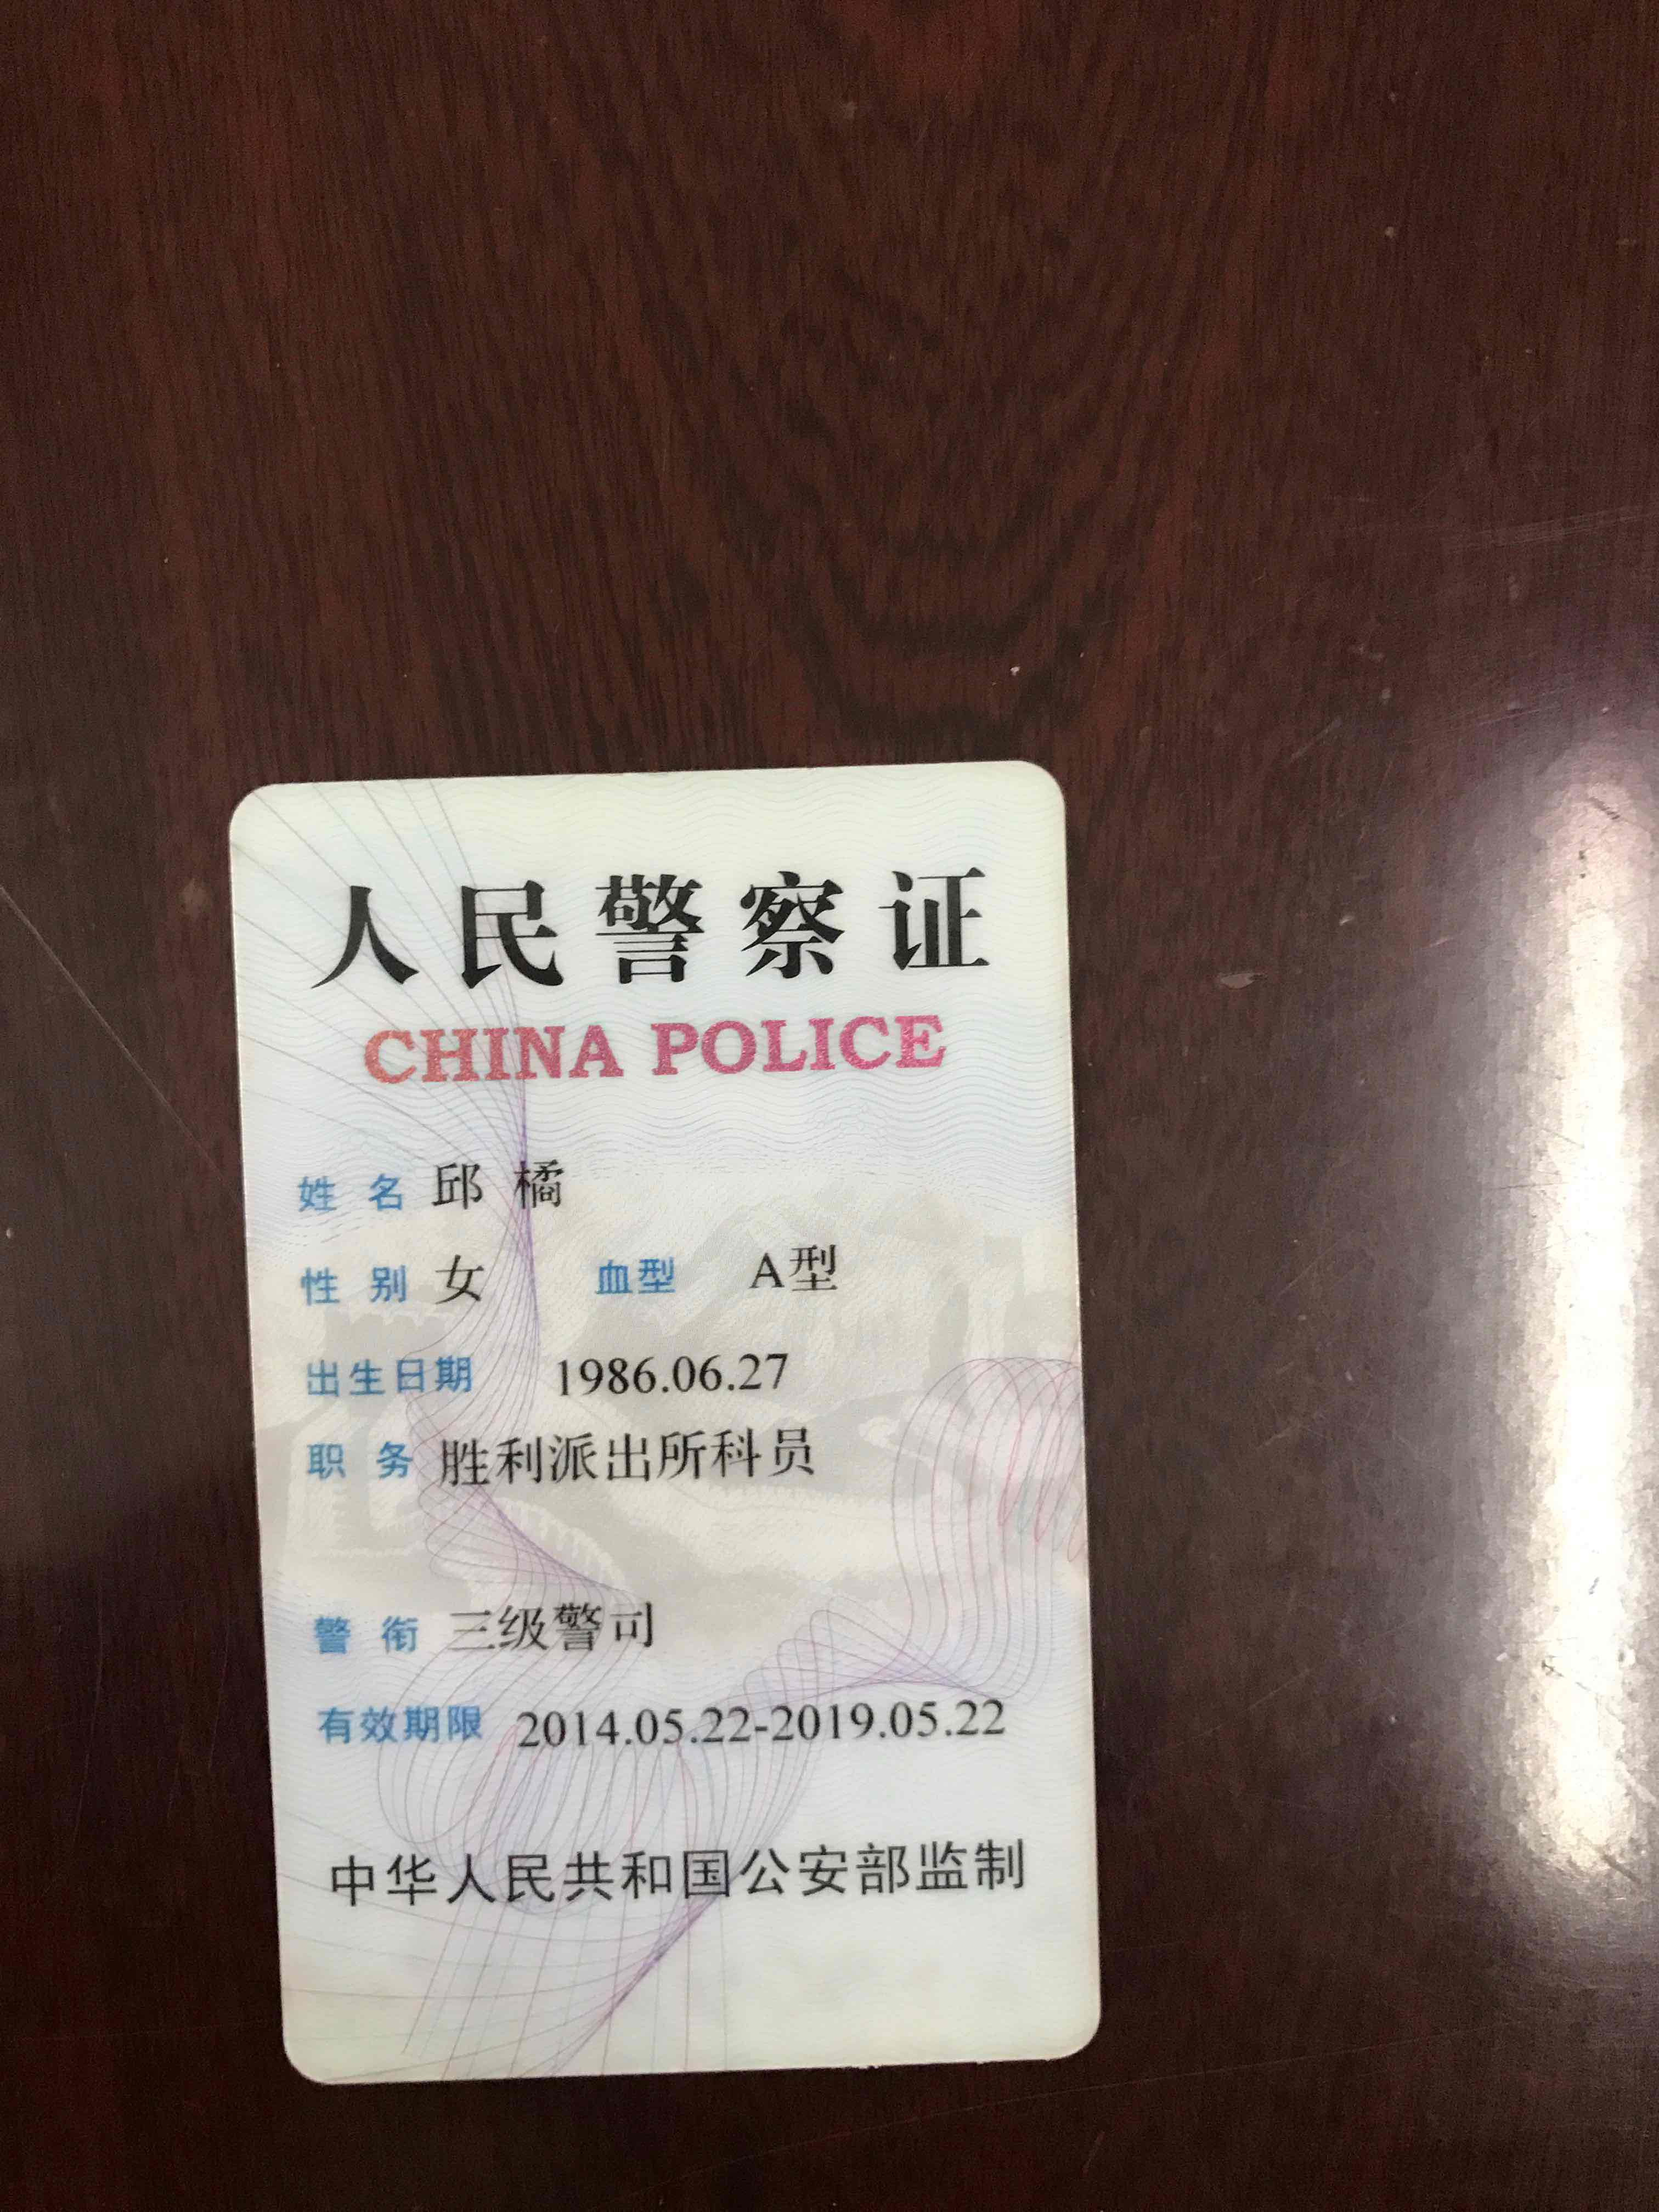 人民警察证
CHINA POLICE
姓名 邱 橘
性别 女 血型 A型
出生日期 1986.06.27
职务 胜利派出所科员
警衔 三级警司
有效期限 2014.05.22-2019.05.22
中华人民共和国公安部监制